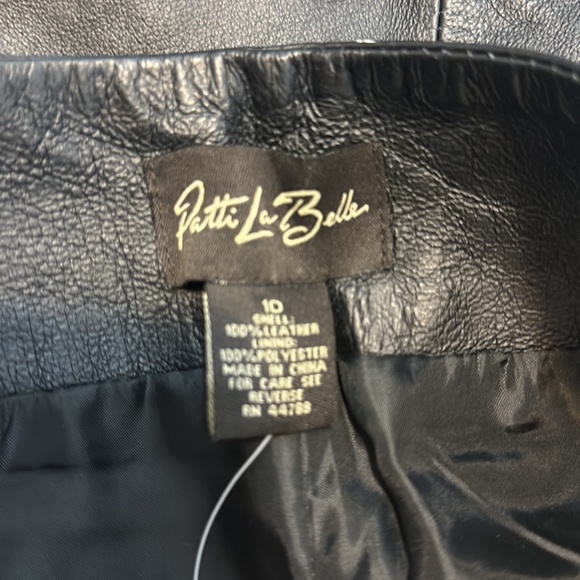 Patti LaBelle
10
SHELL:
100% LEATHER
LINING:
100% POLYESTER
MADE IN CHINA
FOR CARE SEE
REVERSE
RN 44788